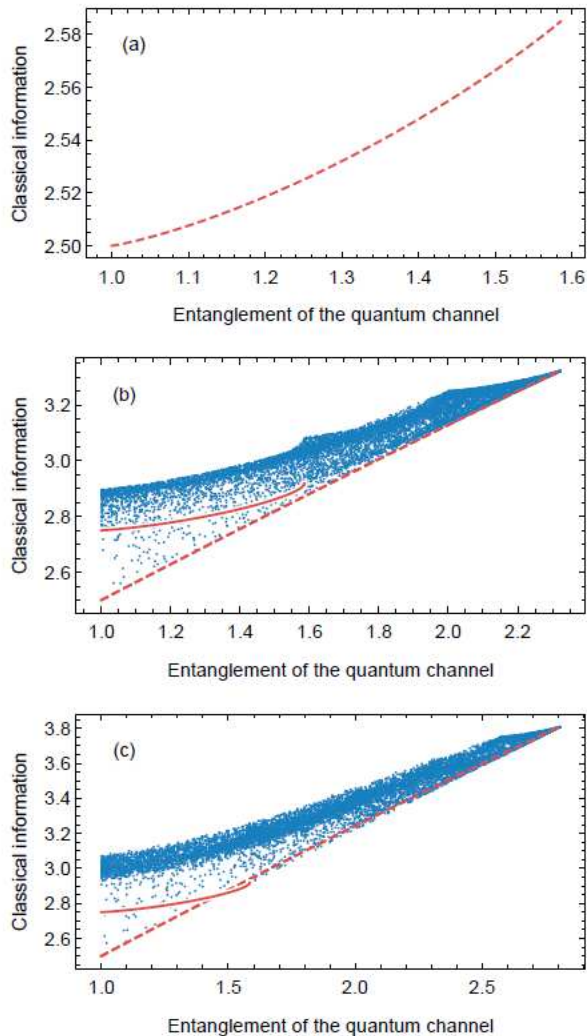 (a)
Classical information
2.58
2.56
2.54
2.52
2.50
1.0 1.1 1.2 1.3 1.4 1.5 1.6
Entanglement of the quantum channel
(b)
Classical information
3.2
3.0
2.8
2.6
1.0 1.2 1.4 1.6 1.8 2.0 2.2
Entanglement of the quantum channel
(c)
Classical information
3.8
3.6
3.4
3.2
3.0
2.8
2.6
1.0 1.5 2.0 2.5
Entanglement of the quantum channel